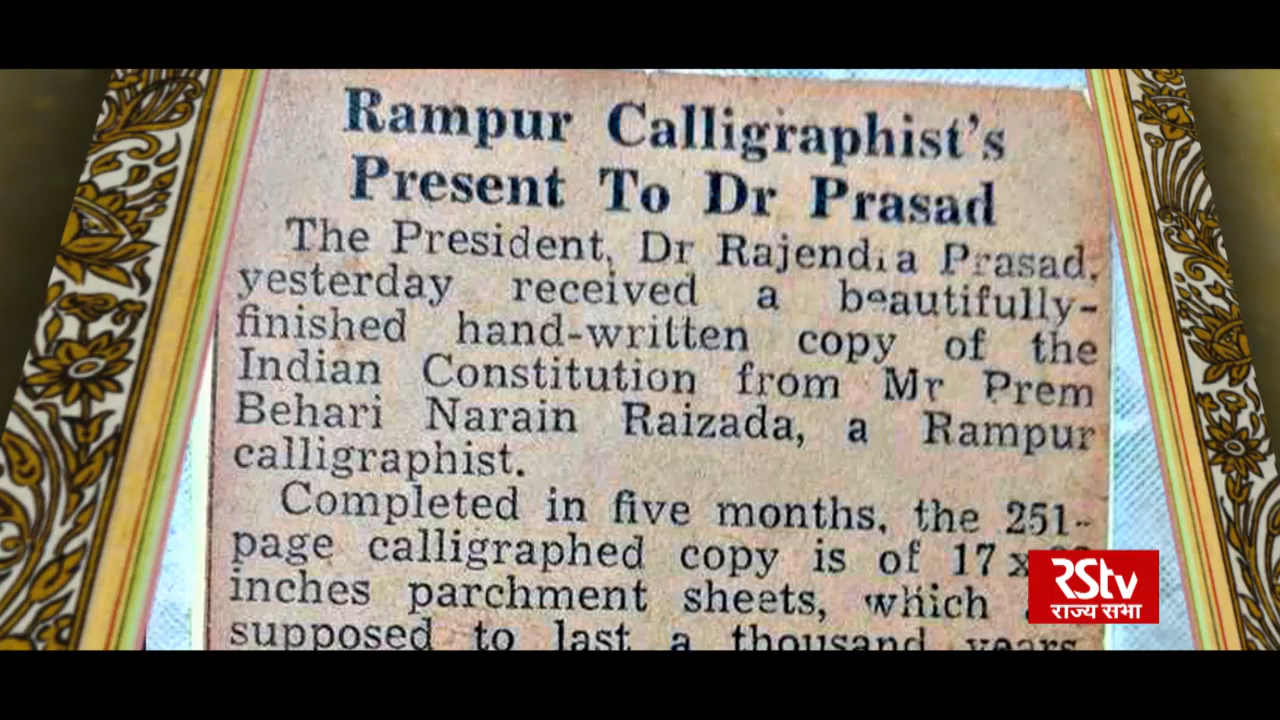 Rampur Calligraphist's
Present To Dr Prasad
The President, Dr Rajendra Prasad,
yesterday received a beautifully-
finished hand-written copy of the
Indian Constitution from Mr Prem
Behari Narain Raizada, a Rampur
calligraphist.
Completed in five months, the 251-
page calligraphed copy is of 17 x
inches parchment sheets, which
supposed to last a thousand years.
RStv
राज्य सभा